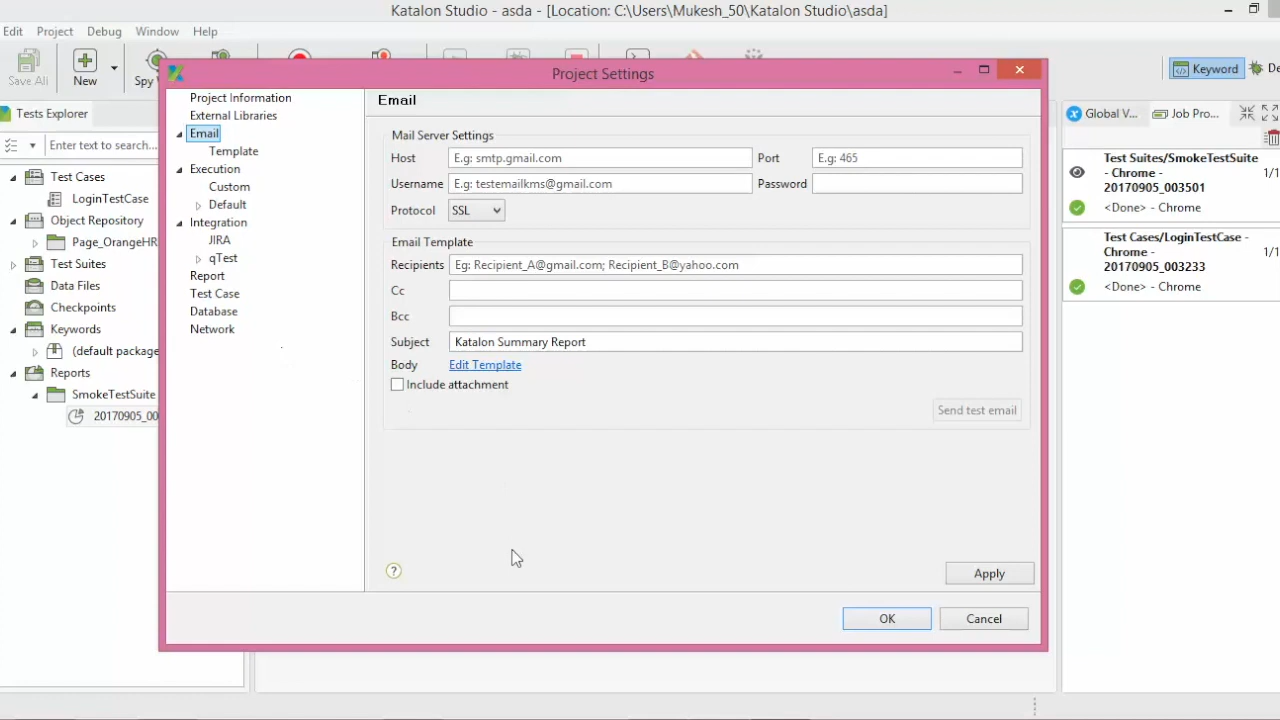 Katalon Studio - asda - [Location: C:\Users\Mukesh_50\Katalon Studio\asda]
Edit Project Debug Window Help
Save All
New
Spy
Keyword
De
Tests Explorer
Enter text to search...
Test Cases
LoginTestCase
Object Repository
Page_OrangeHR
Test Suites
Data Files
Checkpoints
Keywords
(default package
Reports
SmokeTestSuite
20170905_00
Project Settings
Project Information
External Libraries
Email
Template
Execution
Custom
Default
Integration
JIRA
qTest
Report
Test Case
Database
Network
Email
Mail Server Settings
Host E.g: smtp.gmail.com Port E.g: 465
Username E.g: testemailkms@gmail.com Password
Protocol SSL
Email Template
Recipients Eg: Recipient_A@gmail.com; Recipient_B@yahoo.com
Cc
Bcc
Subject Katalon Summary Report
Body Edit Template
Include attachment
Send test email
?
Apply
OK Cancel
Global V... Job Pro...
Test Suites/SmokeTestSuite
- Chrome - 1/1
20170905_003501
<Done> - Chrome
Test Cases/LoginTestCase -
Chrome - 1/1
20170905_003233
<Done> - Chrome